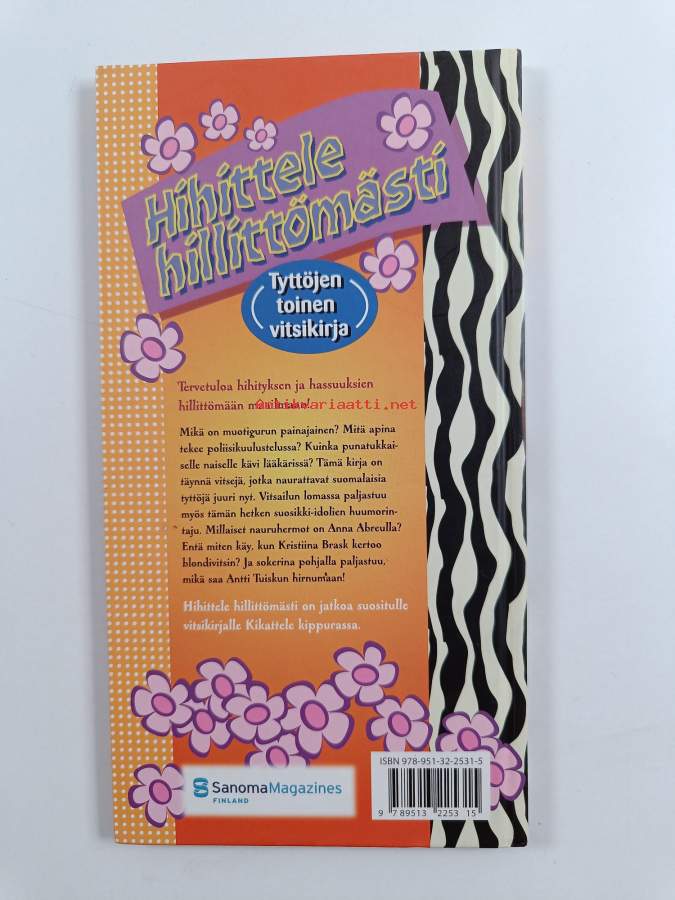 Hihittele
hillittömästi
Tyttöjen
toinen
vitsikirja
Tervetuloa hihityksen ja hassuuksien
hillittömään
antikvariaatti.net
Mikä on muotigurun painajainen? Mitä apina
tekee poliisikuulustelussa? Kuinka punatukkai-
selle naiselle kävi lääkärissä? Tämä kirja on
täynnä vitsejä, jotka naurattavat suomalaisia
tyttöjä juuri nyt. Vitsailun lomassa paljastuu
myös tämän hetken suosikki-idolien huumorin-
taju. Millaiset nauruhermot on Anna Abreulla?
Entä miten käy, kun Kristiina Brask kertoo
blondivitsin? Ja sokerina pohjalla paljastuu,
mikä saa Antti Tuiskun hirnumaan!
Hihittele hillittömästi on jatkoa suositulle
vitsikirjalle Kikattele kippurassa.
ISBN 978-951-32-2531-5
SanomaMagazines
FINLAND
9 789513 225315